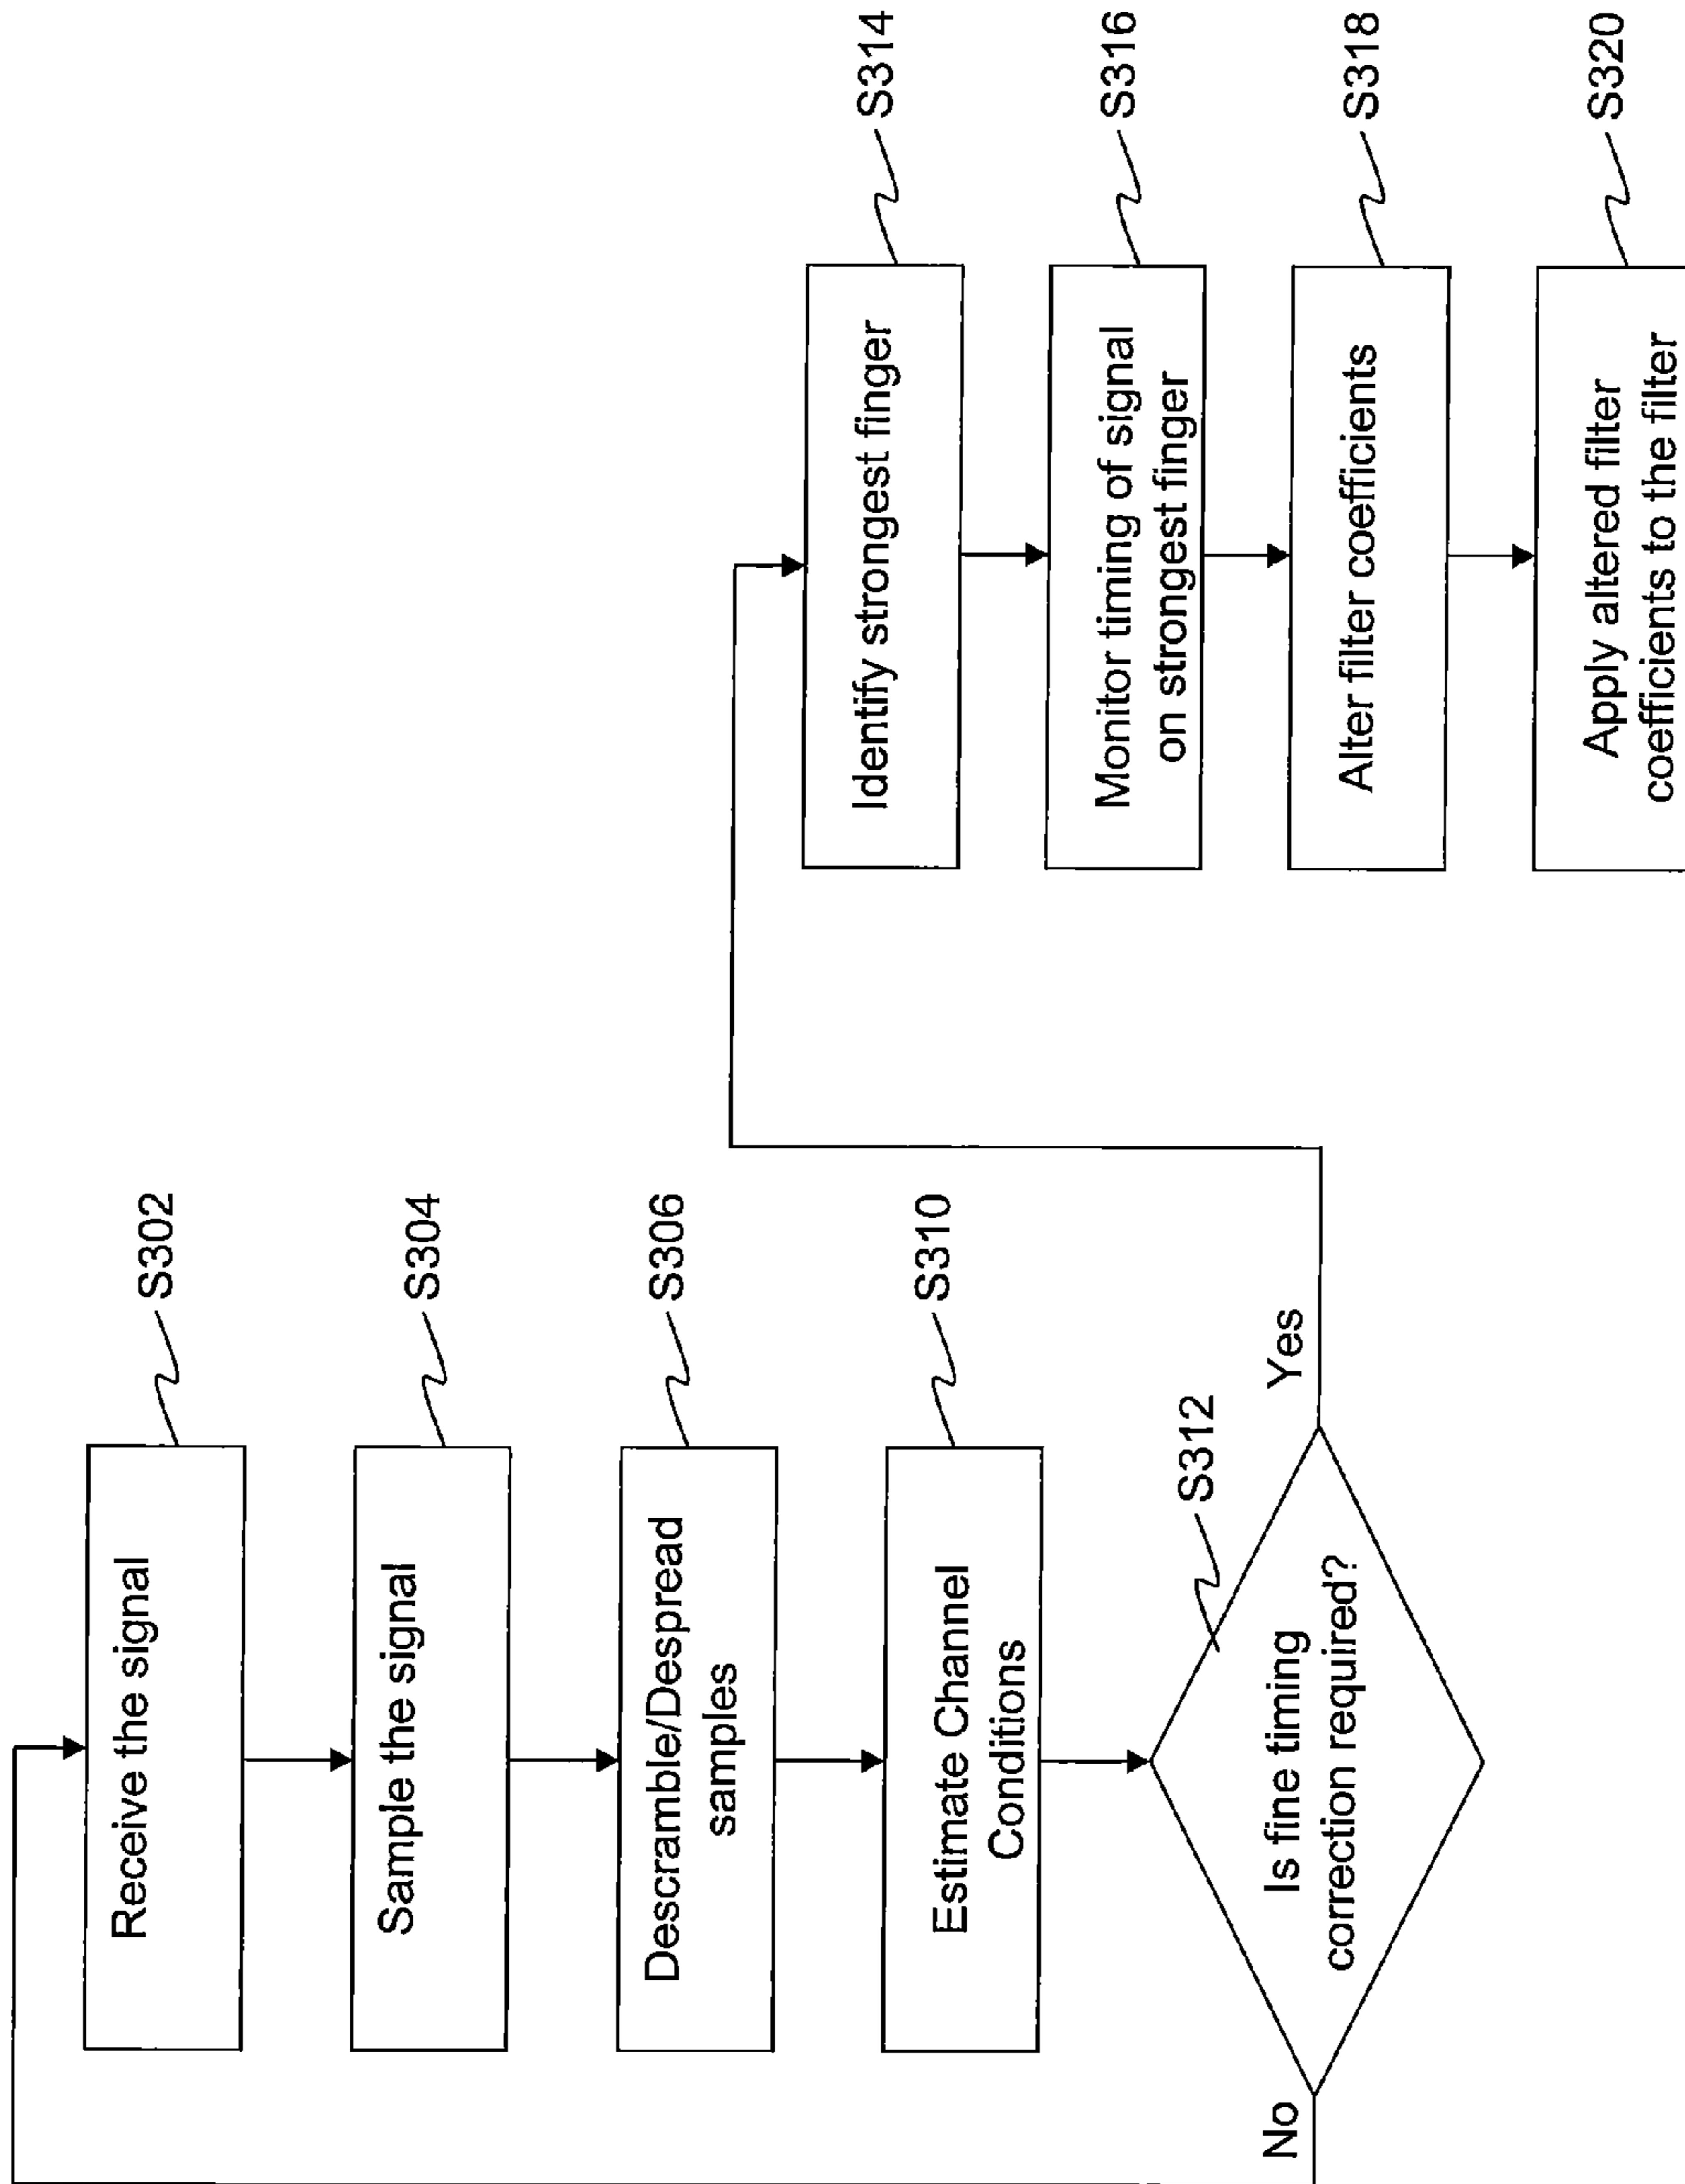 Receive the signal
S302
Sample the signal
S304
Descramble/Despread
samples
S306
Estimate Channel
Conditions
S310
Is fine timing
correction required?
S312
No
Yes
Identify strongest finger
S314
Monitor timing of signal
on strongest finger
S316
Alter filter coefficients
S318
Apply altered filter
coefficients to the filter
S320